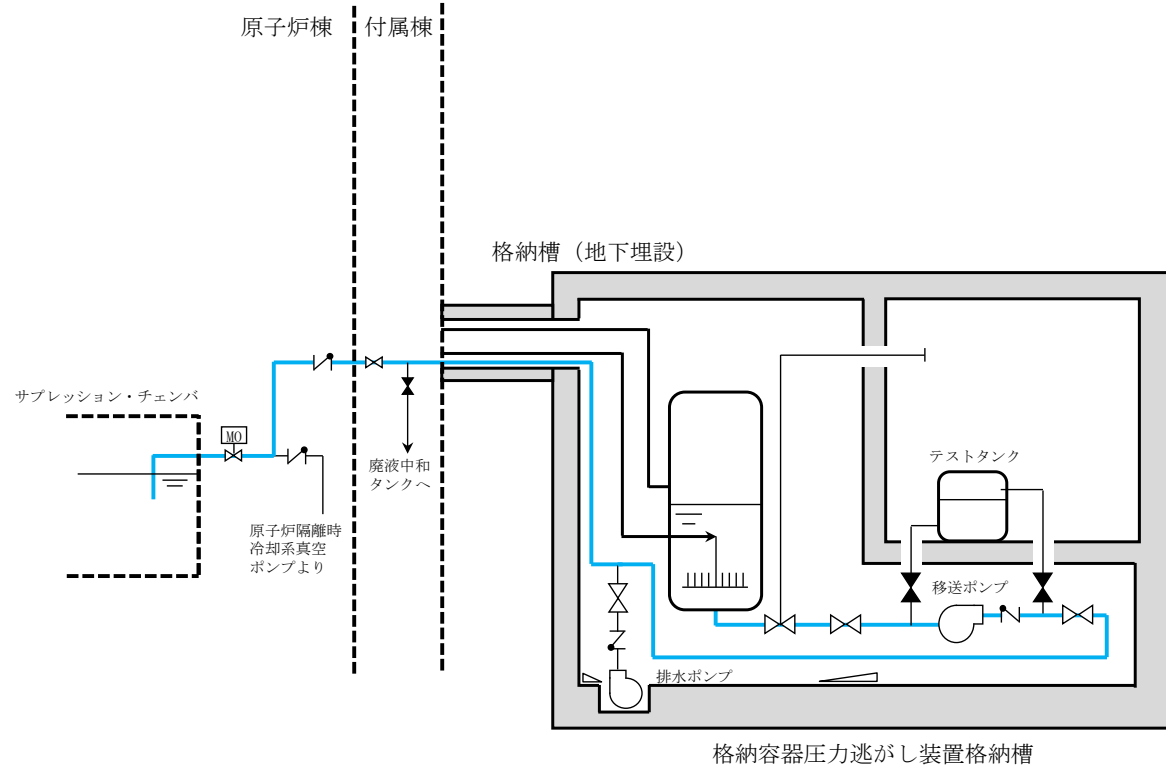 原子炉棟
付属棟
格納槽（地下埋設）
サプレッション・チェンバ
MO
廃液中和
タンクへ
テストタンク
原子炉隔離時
冷却系真空
ポンプより
移送ポンプ
排水ポンプ
格納容器圧力逃がし装置格納槽